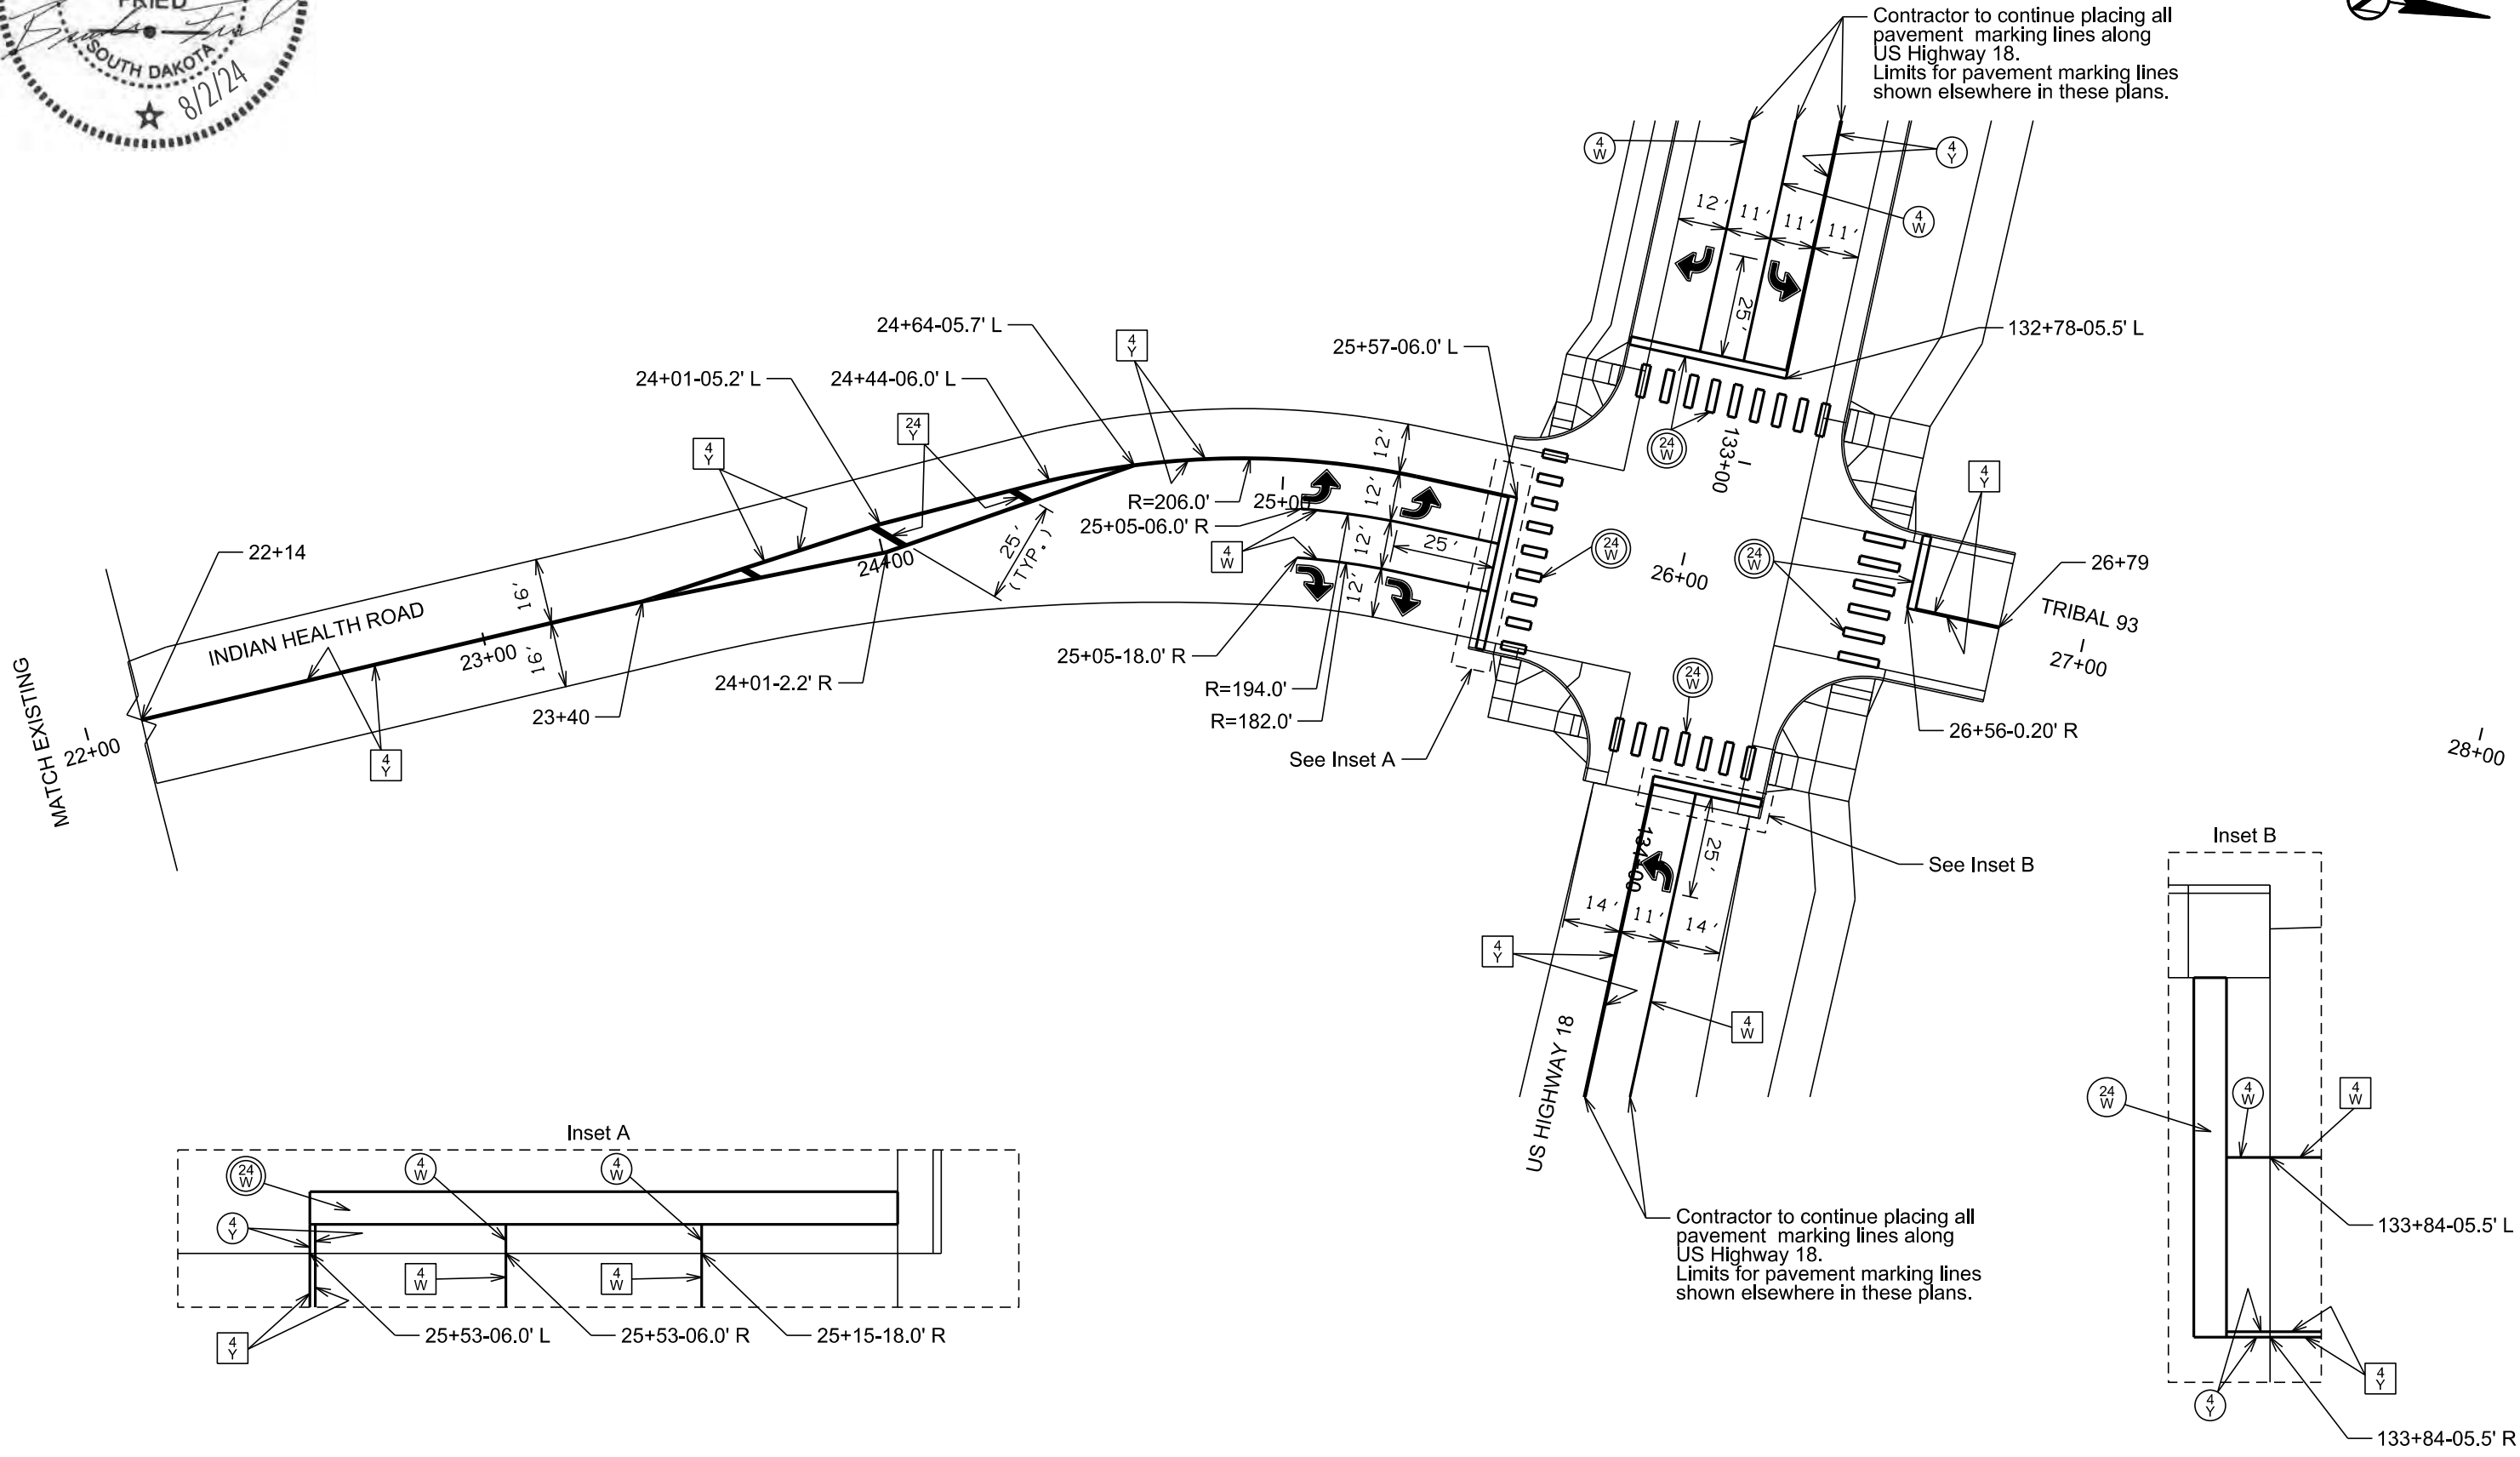 FRIED
SOUTH DAKOTA
8/2/24
Contractor to continue placing all
pavement marking lines along
US Highway 18.
Limits for pavement marking lines
shown elsewhere in these plans.
4
W
4
Y
4
W
12'
11'
11'
11'
25'
132+78-05.5' L
24+64-05.7' L
4
Y
25+57-06.0' L
24+01-05.2' L
24+44-06.0' L
24
Y
4
Y
24
W
133+00
4
Y
12'
12'
12'
12'
25'
R=206.0'
25+00
25+05-06.0' R
4
W
24
W
26+00
24
W
26+79
TRIBAL 93
27+00
22+14
24+00
25'
(TYP.)
16'
16'
INDIAN HEALTH ROAD
23+00
25+05-18.0' R
R=194.0'
R=182.0'
24+01-2.2' R
23+40
24
W
26+56-0.20' R
28+00
MATCH EXISTING
22+00
4
Y
See Inset A
See Inset B
134+00
25'
14'
11'
14'
4
Y
4
W
US HIGHWAY 18
Contractor to continue placing all
pavement marking lines along
US Highway 18.
Limits for pavement marking lines
shown elsewhere in these plans.
Inset A
24
W
4
W
4
W
4
Y
4
W
4
W
4
Y
25+53-06.0' L
25+53-06.0' R
25+15-18.0' R
Inset B
24
W
4
W
4
W
133+84-05.5' L
4
Y
4
Y
133+84-05.5' R